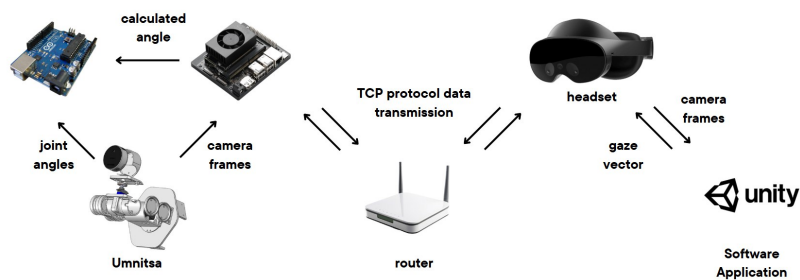 calculated
angle
TCP protocol data
transmission
headset
camera
frames
joint
angles
camera
frames
gaze
vector
unity
Umnitsa
router
Software
Application